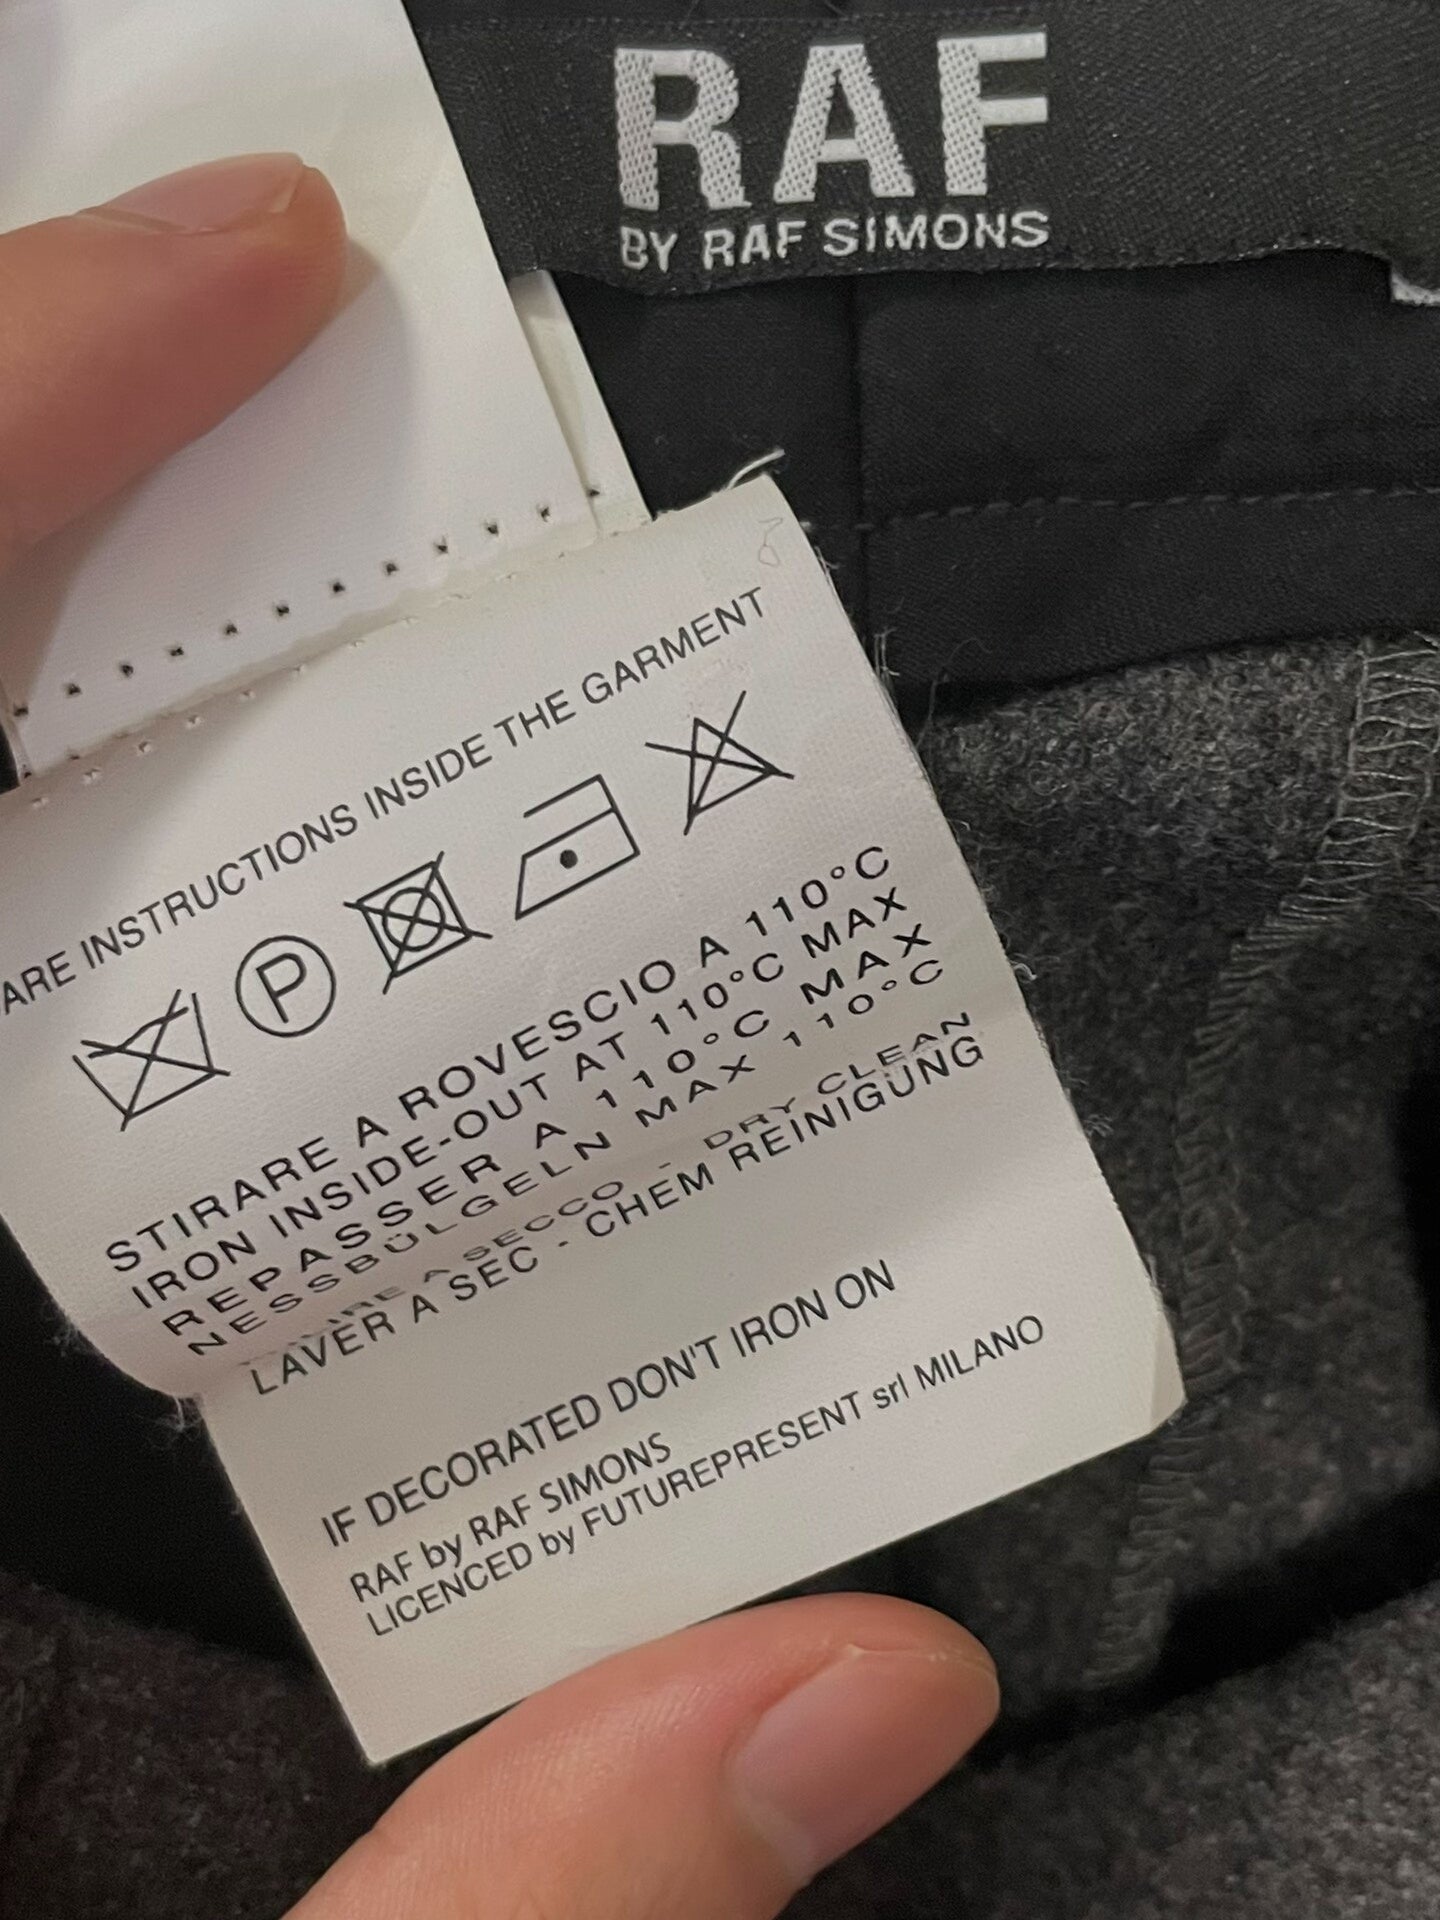 RAF
BY RAF SIMONS
ARE INSTRUCTIONS INSIDE THE GARMENT
P
STIRARE A ROVESCIO A 110°C
IRON INSIDE-OUT AT 110°C MAX
REPASSER A 110°C MAX
NESSBÜLGELN MAX 110°C
A SECCO - DRY CLEAN
LAVER A SEC - CHEM REINIGUNG
IF DECORATED DON'T IRON ON
RAF by RAF SIMONS
LICENCED by FUTUREPRESENT srl MILANO